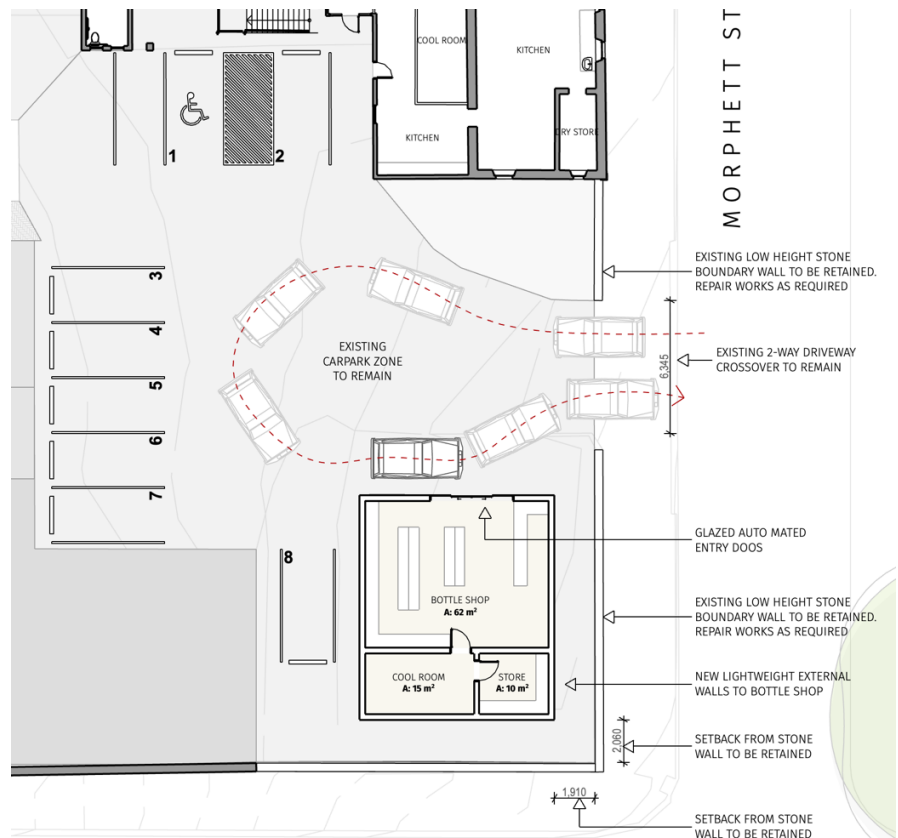 COOL ROOM
KITCHEN
KITCHEN
DRY STORE
MORPHETT ST
1
2
3
4
5
6
7
8
EXISTING
CARPARK ZONE
TO REMAIN
6,345
EXISTING LOW HEIGHT STONE
BOUNDARY WALL TO BE RETAINED.
REPAIR WORKS AS REQUIRED
EXISTING 2-WAY DRIVEWAY
CROSSOVER TO REMAIN
GLAZED AUTO MATED
ENTRY DOOS
BOTTLE SHOP
A: 62 m²
EXISTING LOW HEIGHT STONE
BOUNDARY WALL TO BE RETAINED.
REPAIR WORKS AS REQUIRED
COOL ROOM
A: 15 m²
STORE
A: 10 m²
NEW LIGHTWEIGHT EXTERNAL
WALLS TO BOTTLE SHOP
2,060
SETBACK FROM STONE
WALL TO BE RETAINED
1,910
SETBACK FROM STONE
WALL TO BE RETAINED